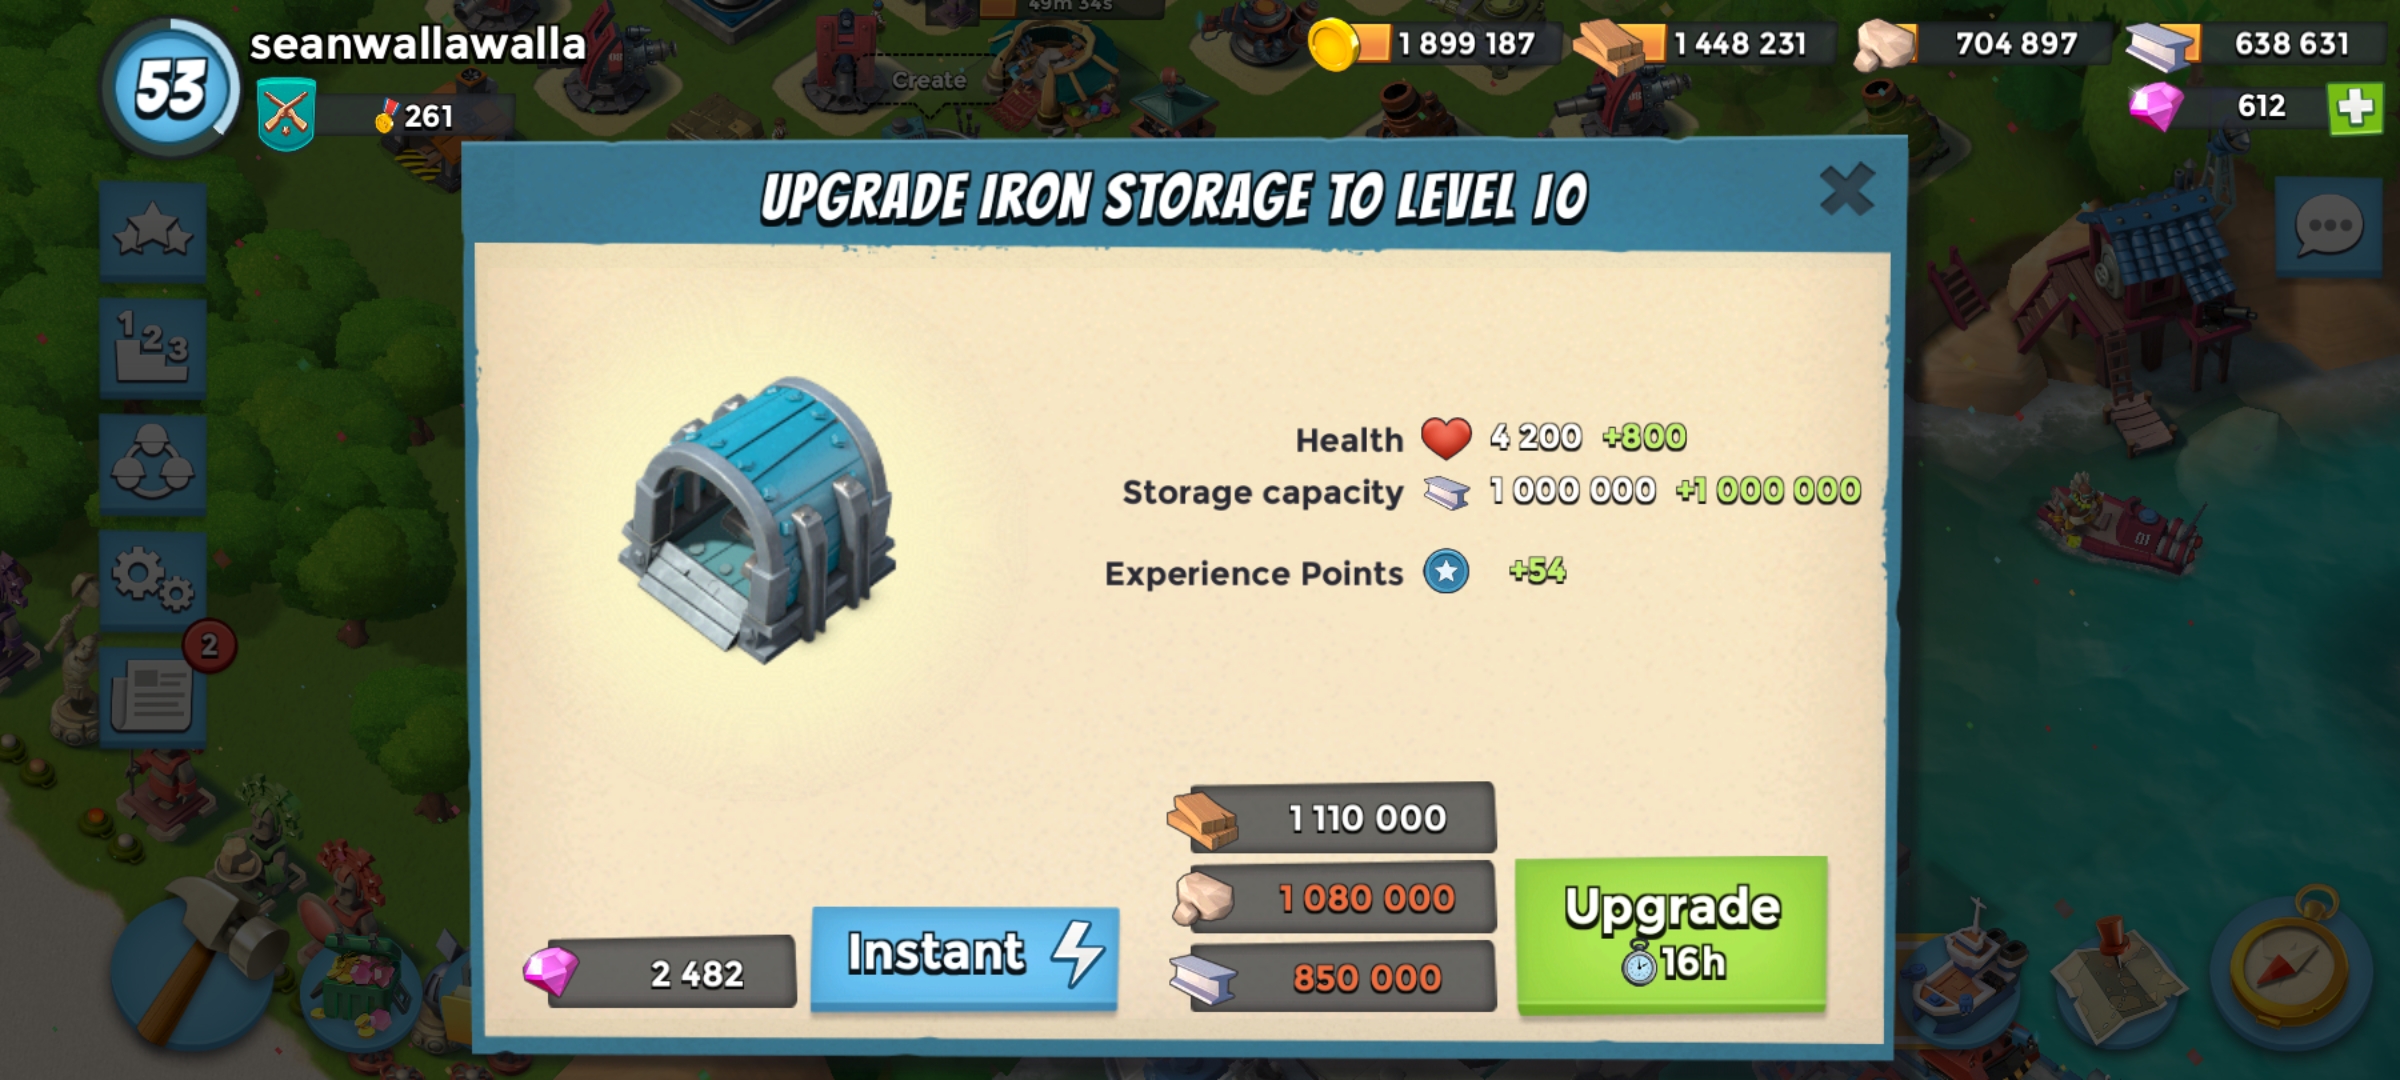 49m 34s
53
seanwallawalla
261
Create
1 899 187
1 448 231
704 897
638 631
612
UPGRADE IRON STORAGE TO LEVEL 10
1 2 3
2
Health 4 200 +800
Storage capacity 1 000 000 +1 000 000
Experience Points +54
2 482
Instant
1 110 000
1 080 000
850 000
Upgrade
16h
01